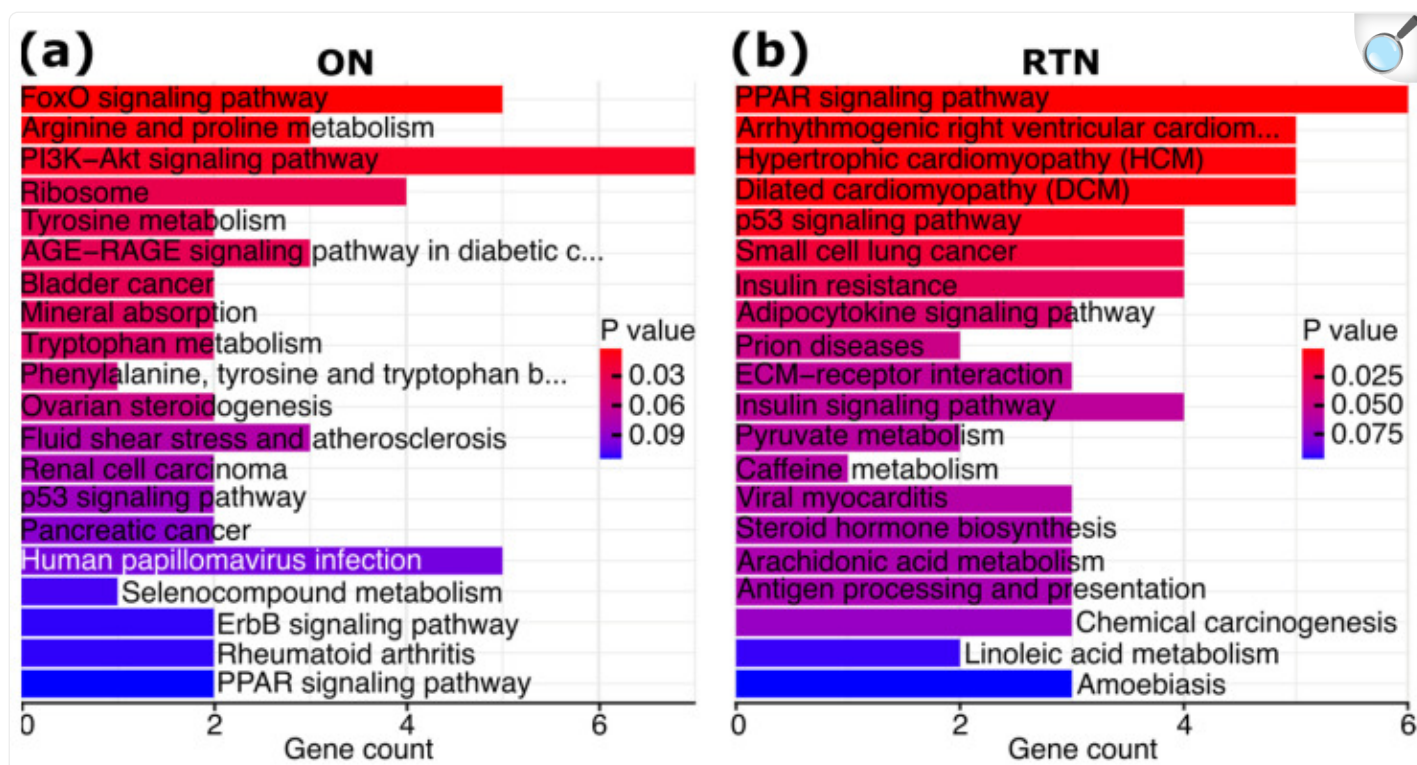 (a)
ON
FoxO signaling pathway
Arginine and proline metabolism
PI3K−Akt signaling pathway
Ribosome
Tyrosine metabolism
AGE−RAGE signaling pathway in diabetic c...
Bladder cancer
Mineral absorption
Tryptophan metabolism
Phenylalanine, tyrosine and tryptophan b...
Ovarian steroidogenesis
Fluid shear stress and atherosclerosis
Renal cell carcinoma
p53 signaling pathway
Pancreatic cancer
Human papillomavirus infection
Selenocompound metabolism
ErbB signaling pathway
Rheumatoid arthritis
PPAR signaling pathway
P value
0.03
0.06
0.09
0 2 4 6
Gene count
(b)
RTN
PPAR signaling pathway
Arrhythmogenic right ventricular cardiom...
Hypertrophic cardiomyopathy (HCM)
Dilated cardiomyopathy (DCM)
p53 signaling pathway
Small cell lung cancer
Insulin resistance
Adipocytokine signaling pathway
Prion diseases
ECM−receptor interaction
Insulin signaling pathway
Pyruvate metabolism
Caffeine metabolism
Viral myocarditis
Steroid hormone biosynthesis
Arachidonic acid metabolism
Antigen processing and presentation
Chemical carcinogenesis
Linoleic acid metabolism
Amoebiasis
P value
0.025
0.050
0.075
0 2 4 6
Gene count